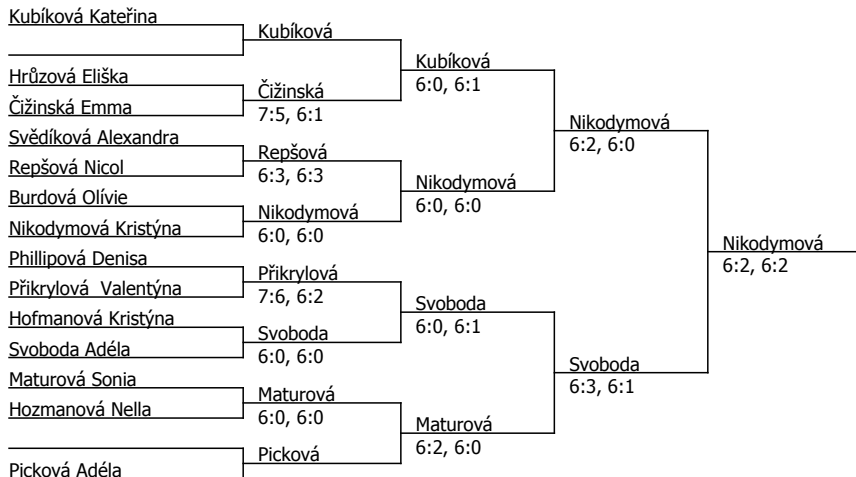 Kubíková Kateřina
Kubíková
Kubíková
6:0, 6:1
Hrůzová Eliška
Čižinská
7:5, 6:1
Čižinská Emma
Nikodymová
6:2, 6:0
Svědíková Alexandra
Repšová
6:3, 6:3
Repšová Nicol
Nikodymová
6:0, 6:0
Burdová Olívie
Nikodymová
6:0, 6:0
Nikodymová Kristýna
Nikodymová
6:2, 6:2
Phillipová Denisa
Přikrylová
7:6, 6:2
Přikrylová  Valentýna
Svoboda
6:0, 6:1
Hofmanová Kristýna
Svoboda
6:0, 6:0
Svoboda Adéla
Svoboda
6:3, 6:1
Maturová Sonia
Maturová
6:0, 6:0
Hozmanová Nella
Maturová
6:2, 6:0
Picková
Picková Adéla